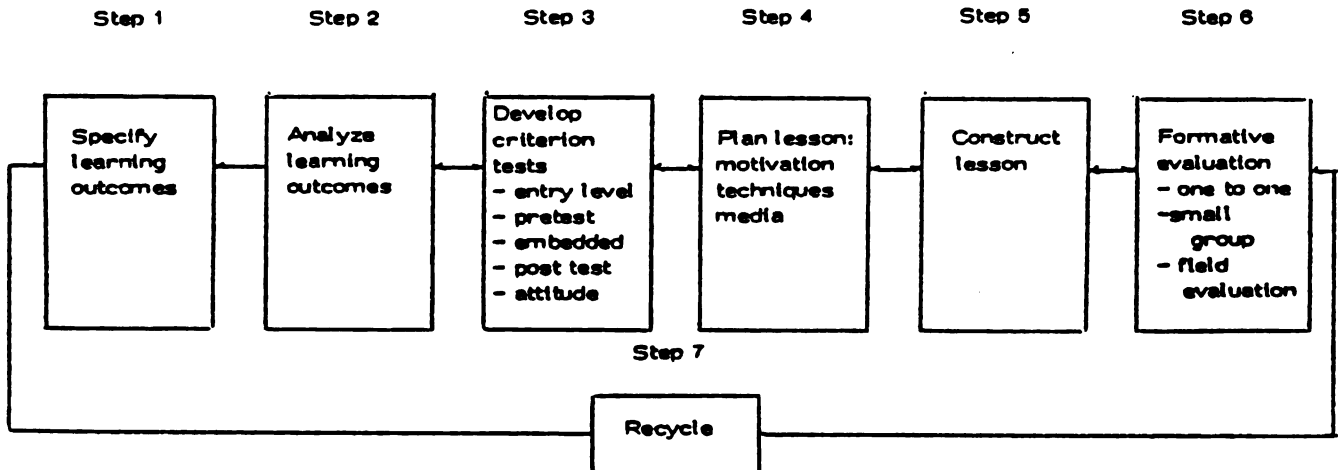 Step 1
Step 2
Step 3
Step 4
Step 5
Step 6
Specify
learning
outcomes
Analyze
learning
outcomes
Develop
criterion
tests
- entry level
- pretest
- embedded
- post test
- attitude
Plan lesson:
motivation
techniques
media
Construct
lesson
Formative
evaluation
- one to one
-small
group
- field
evaluation
Step 7
Recycle